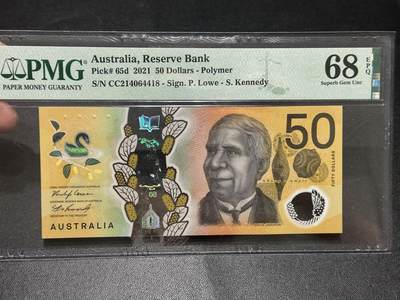 PMG
PAPER MONEY GUARANTY
Australia, Reserve Bank
Pick# 65d 2021 50 Dollars - Polymer
S/N CC214064418 - Sign. P. Lowe - S. Kennedy
68
EPQ
Superb Gem Unc
50
FIFTY DOLLARS
AUSTRALIA